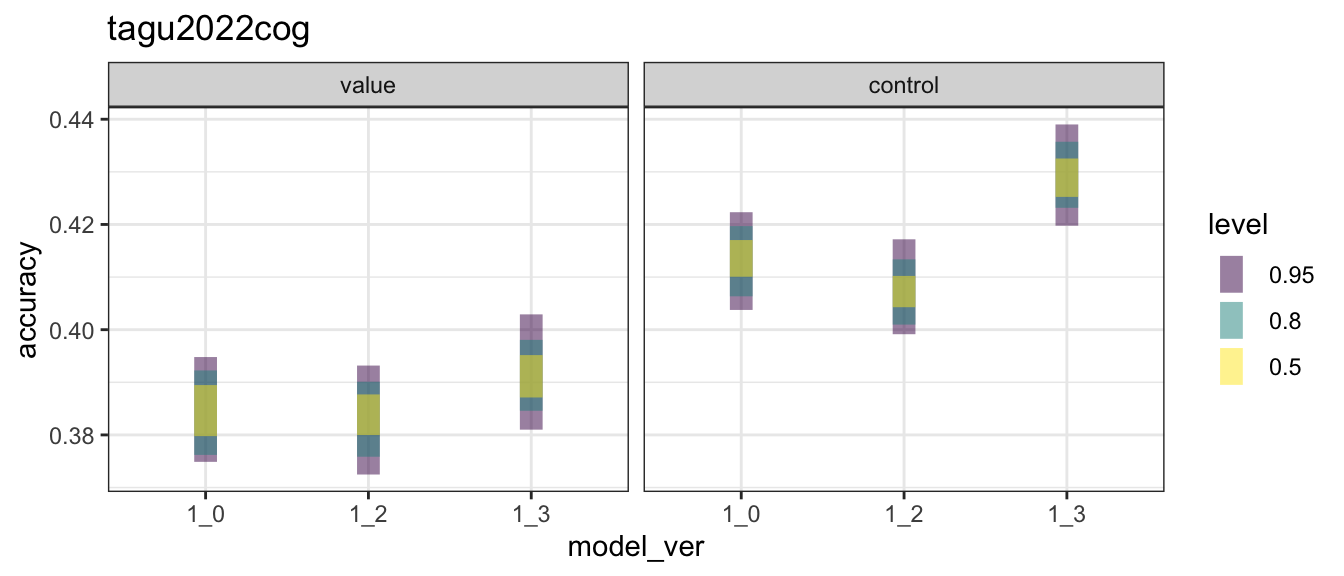 tagu2022cog
value
control
0.44
0.42
0.40
0.38
accuracy
1_0
1_2
1_3
1_0
1_2
1_3
model_ver
level
0.95
0.8
0.5